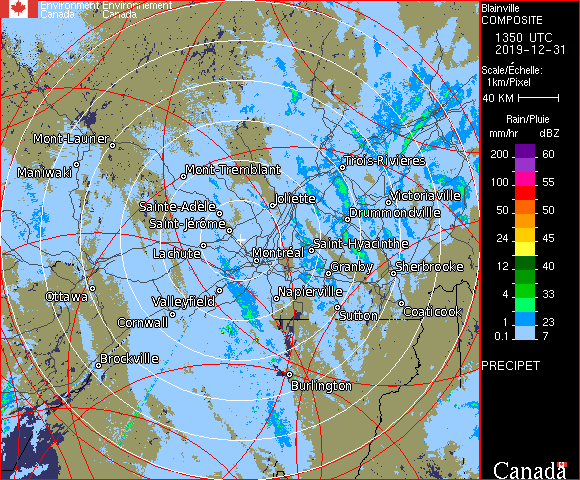 Environment Environnement
Canada Canada
Blainville
COMPOSITE
1350 UTC
2019-12-31
Scale/Échelle:
1km/Pixel
40 KM
Rain/Pluie
mm/hr dBZ
200 60
100 55
50 50
24 45
12 40
4 33
1 23
0.1 7
PRECIPET
Mont-Laurier
Maniwaki
Mont-Tremblant
Trois-Rivières
Joliette
Victoriaville
Sainte-Adèle
Drummondville
Saint-Jérôme
Lachute
Montréal
Saint-Hyacinthe
Granby
Sherbrooke
Ottawa
Valleyfield
Napierville
Cornwall
Sutton
Coaticook
Brockville
Burlington
Canada